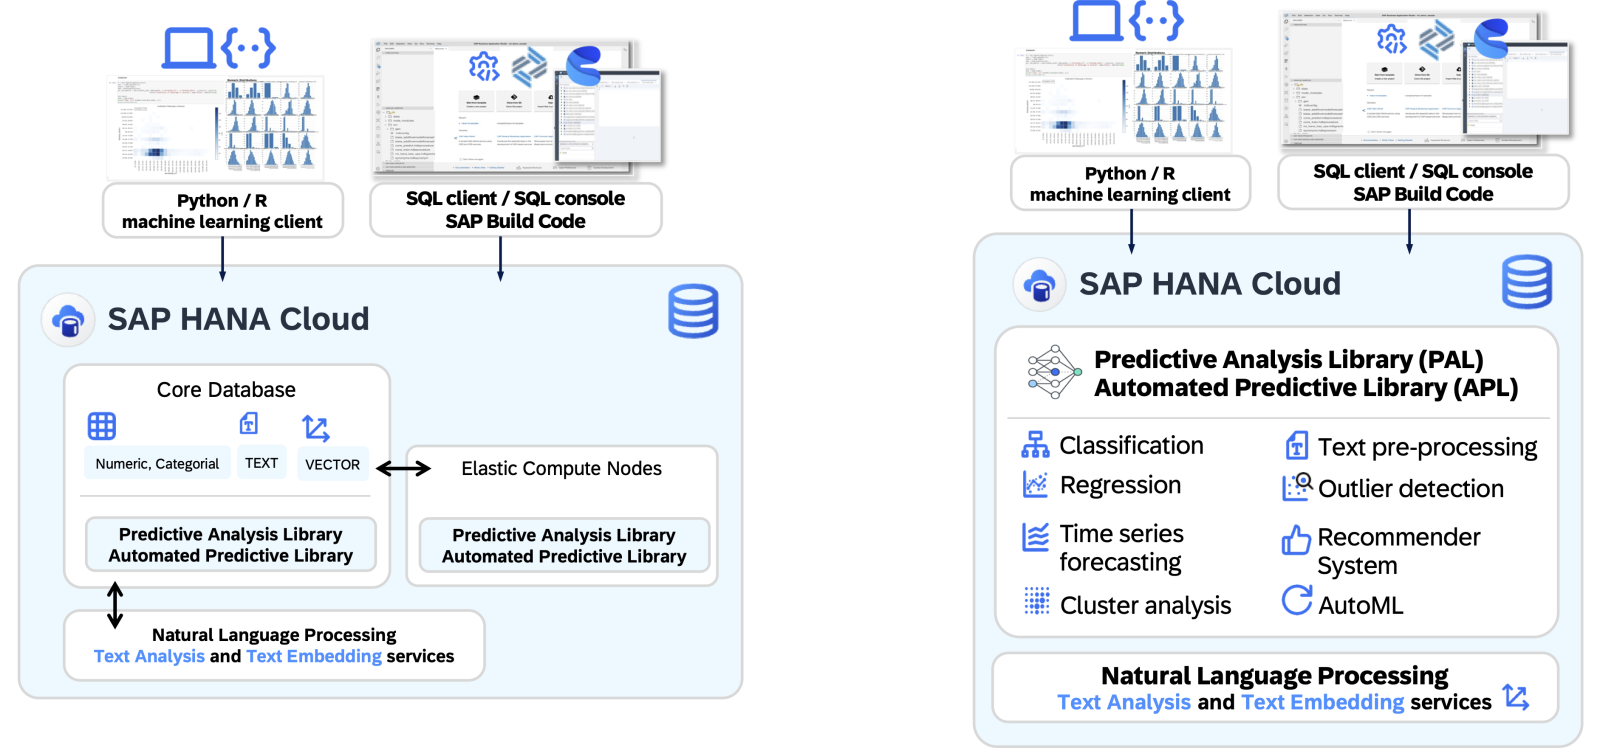 Python / R
machine learning client
SQL client / SQL console
SAP Build Code
SAP HANA Cloud
Core Database
Numeric, Categorial
TEXT
VECTOR
Predictive Analysis Library
Automated Predictive Library
Elastic Compute Nodes
Predictive Analysis Library
Automated Predictive Library
Natural Language Processing
Text Analysis and Text Embedding services
Python / R
machine learning client
SQL client / SQL console
SAP Build Code
SAP HANA Cloud
Predictive Analysis Library (PAL)
Automated Predictive Library (APL)
Classification
Regression
Time series
forecasting
Cluster analysis
Text pre-processing
Outlier detection
Recommender
System
AutoML
Natural Language Processing
Text Analysis and Text Embedding services